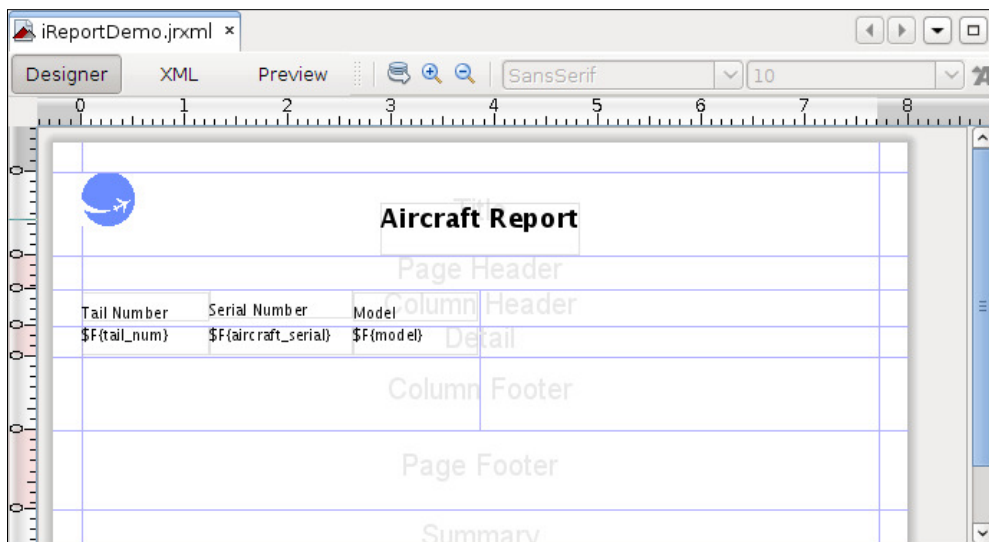 iReportDemo.jrxml ×
Designer XML Preview SansSerif 10
0 1 2 3 4 5 6 7 8
Title
Aircraft Report
Page Header
Column Header
Tail Number Serial Number Model
$F{tail_num} $F{aircraft_serial} $F{model}
Detail
Column Footer
Page Footer
Summary